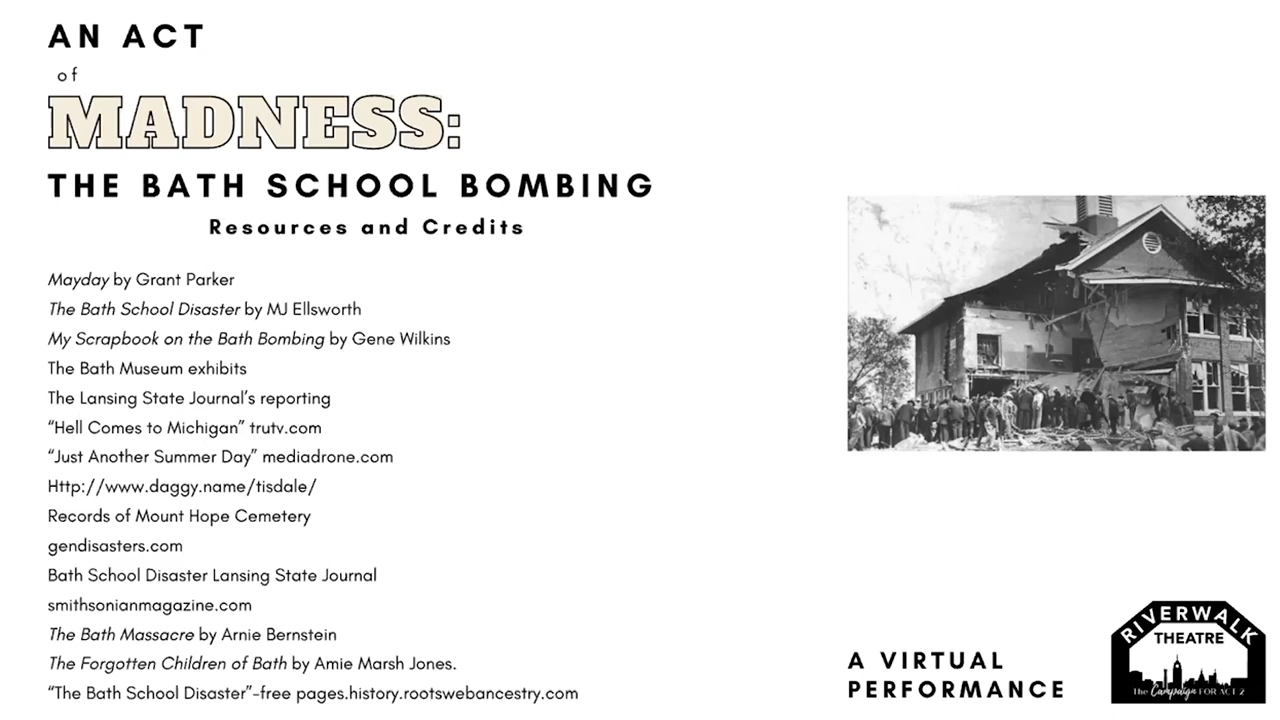 AN ACT
of
MADNESS:
THE BATH SCHOOL BOMBING
Resources and Credits
Mayday by Grant Parker
The Bath School Disaster by MJ Ellsworth
My Scrapbook on the Bath Bombing by Gene Wilkins
The Bath Museum exhibits
The Lansing State Journal’s reporting
“Hell Comes to Michigan” trutv.com
“Just Another Summer Day” mediadrone.com
Http://www.daggy.name/tisdale/
Records of Mount Hope Cemetery
gendisasters.com
Bath School Disaster Lansing State Journal
smithsonianmagazine.com
The Bath Massacre by Arnie Bernstein
The Forgotten Children of Bath by Amie Marsh Jones.
“The Bath School Disaster”-free pages.history.rootswebancestry.com
A VIRTUAL
PERFORMANCE
RIVERWALK
THEATRE
The Campaign FOR ACT 2